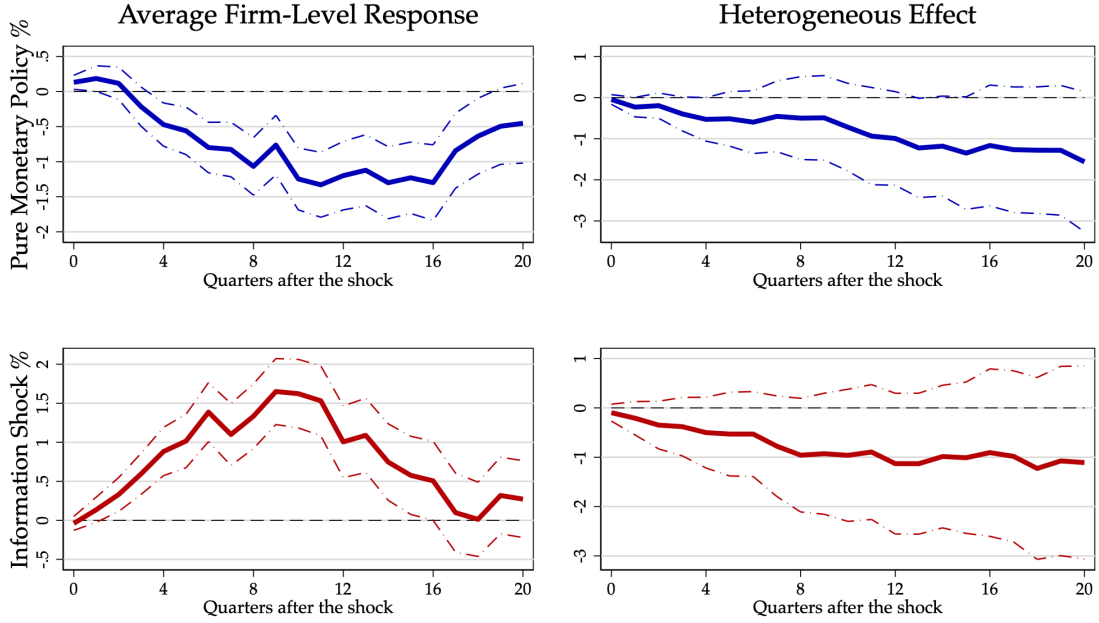 Average Firm-Level Response
Heterogeneous Effect
Pure Monetary Policy %
.5
0
-.5
-1
-1.5
-2
0 4 8 12 16 20
Quarters after the shock
1
0
-1
-2
-3
0 4 8 12 16 20
Quarters after the shock
Information Shock %
2
1.5
1
.5
0
-.5
0 4 8 12 16 20
Quarters after the shock
1
0
-1
-2
-3
0 4 8 12 16 20
Quarters after the shock